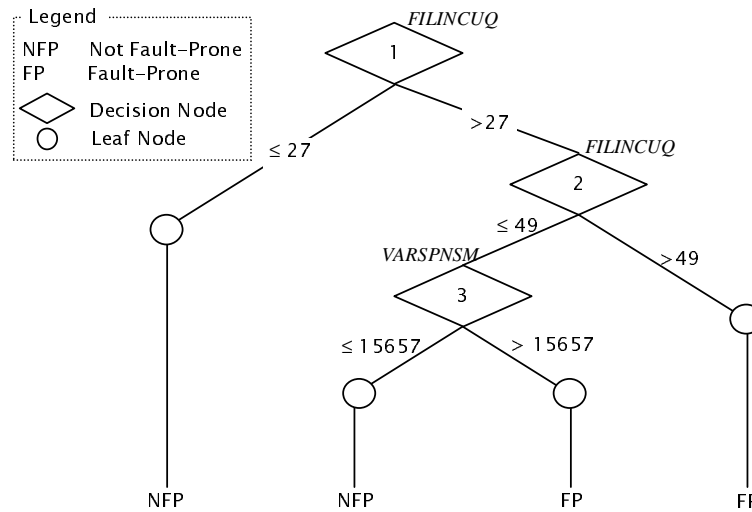 Legend
NFP Not Fault-Prone
FP Fault-Prone
Decision Node
Leaf Node
FILINCUQ
1
≤ 27
>27
FILINCUQ
2
≤ 49
>49
VARSPNSM
3
≤ 15657
> 15657
NFP
NFP
FP